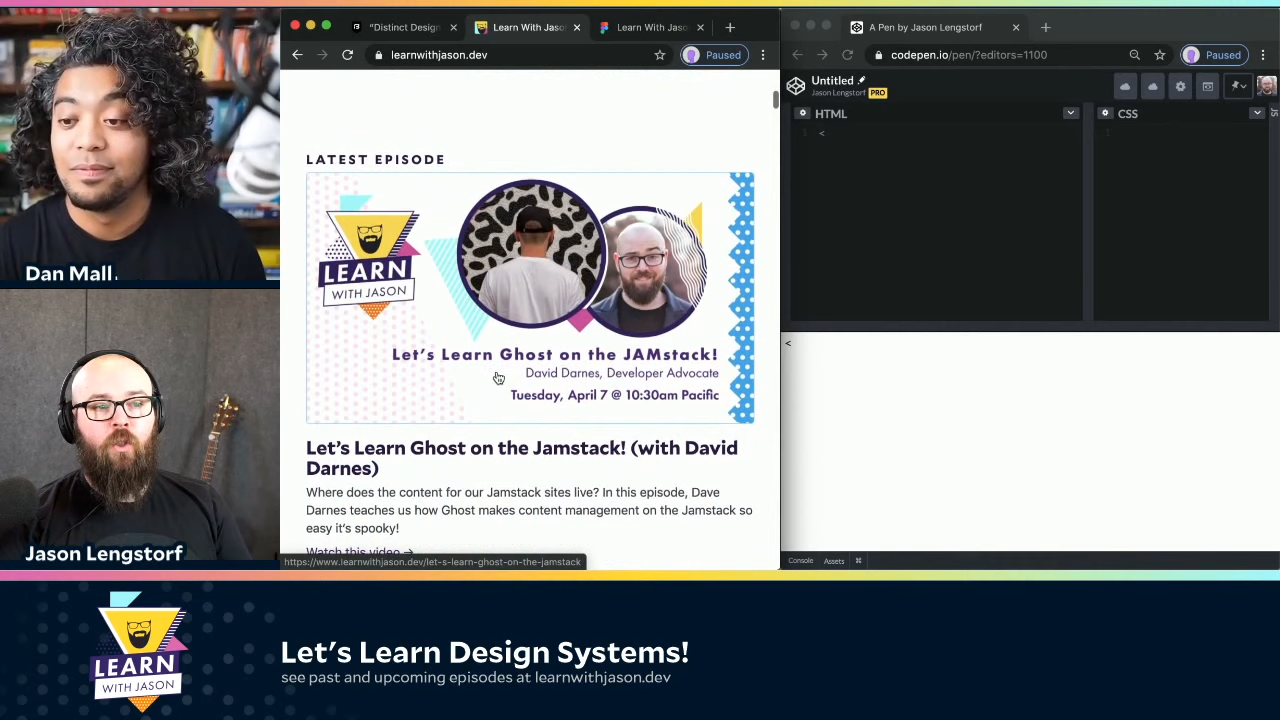 Dan Mall
Jason Lengstorf
"Distinct Design
Learn With Jaso
Learn With Jas
learnwithjason.dev
Paused
LATEST EPISODE
LEARN
WITH JASON
Let's Learn Ghost on the JAMstack!
David Darnes, Developer Advocate
Tuesday, April 7 @ 10:30am Pacific
Let's Learn Ghost on the Jamstack! (with David
Darnes)
Where does the content for our Jamstack sites live? In this episode, Dave
Darnes teaches us how Ghost makes content management on the Jamstack so
easy it's spooky!
Watch this video →
https://www.learnwithjason.dev/let-s-learn-ghost-on-the-jamstack
A Pen by Jason Lengstorf
codepen.io/pen/?editors=1100
Paused
Untitled
Jason Lengstorf PRO
HTML
1 <
CSS
1
JS
<
Console Assets ⌘
LEARN
WITH JASON
Let's Learn Design Systems!
see past and upcoming episodes at learnwithjason.dev